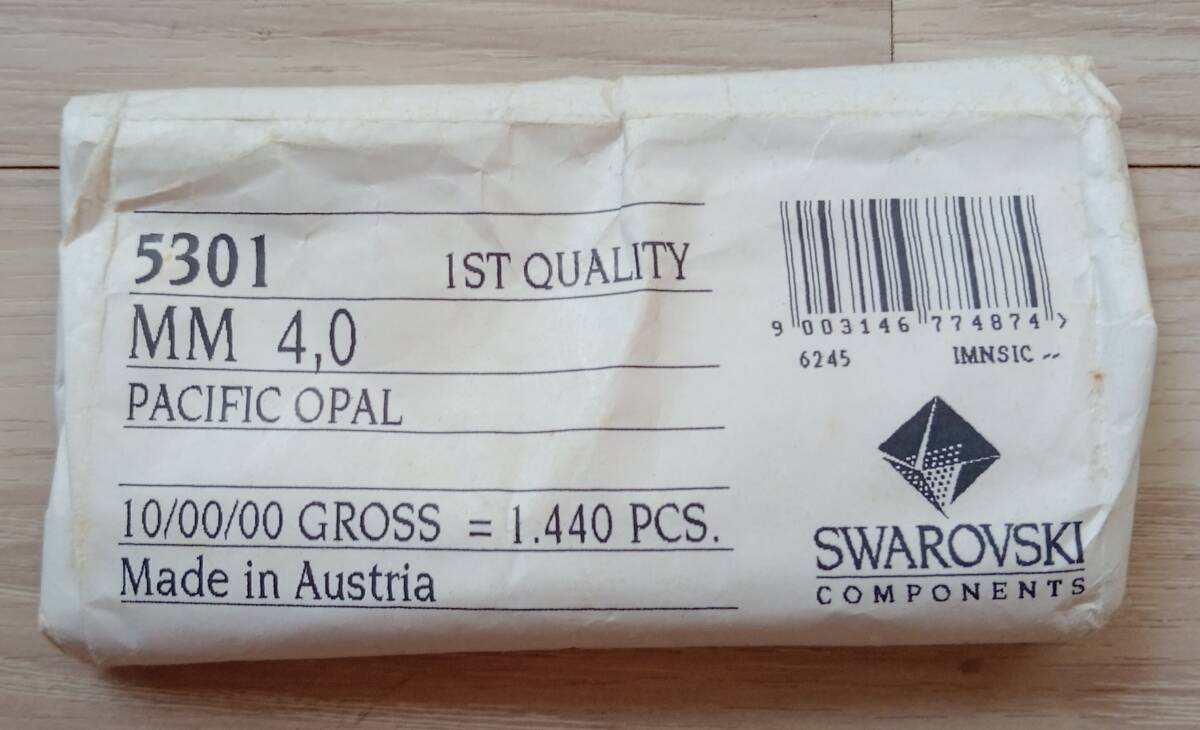 5301 1ST QUALITY
MM 4,0
PACIFIC OPAL
10/00/00 GROSS = 1.440 PCS.
Made in Austria
9 003146 774874 >
6245 IMNSIC --
SWAROVSKI
COMPONENTS